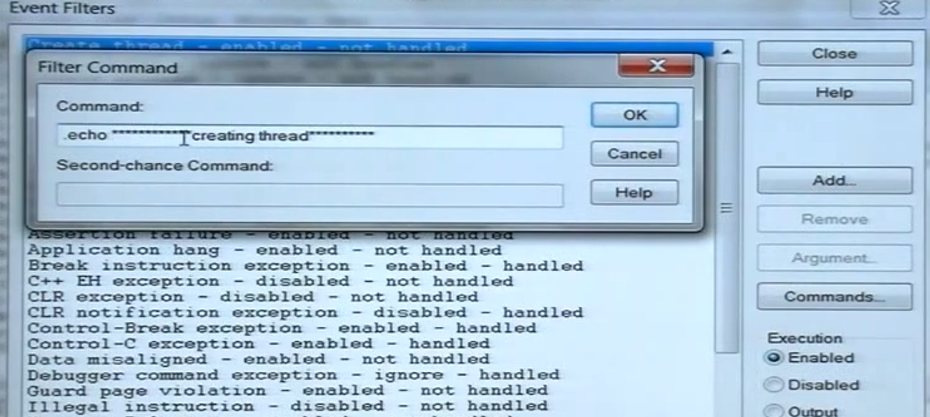 Event Filters
Create thread - enabled - not handled
Filter Command
Command:
.echo ************creating thread**********
Second-chance Command:
OK
Cancel
Help
Close
Help
Add...
Remove
Argument...
Commands...
Execution
Enabled
Disabled
Output
Assertion failure - enabled - not handled
Application hang - enabled - not handled
Break instruction exception - enabled - handled
C++ EH exception - disabled - not handled
CLR exception - disabled - not handled
CLR notification exception - disabled - handled
Control-Break exception - enabled - handled
Control-C exception - enabled - handled
Data misaligned - enabled - not handled
Debugger command exception - ignore - handled
Guard page violation - enabled - not handled
Illegal instruction - disabled - not handled